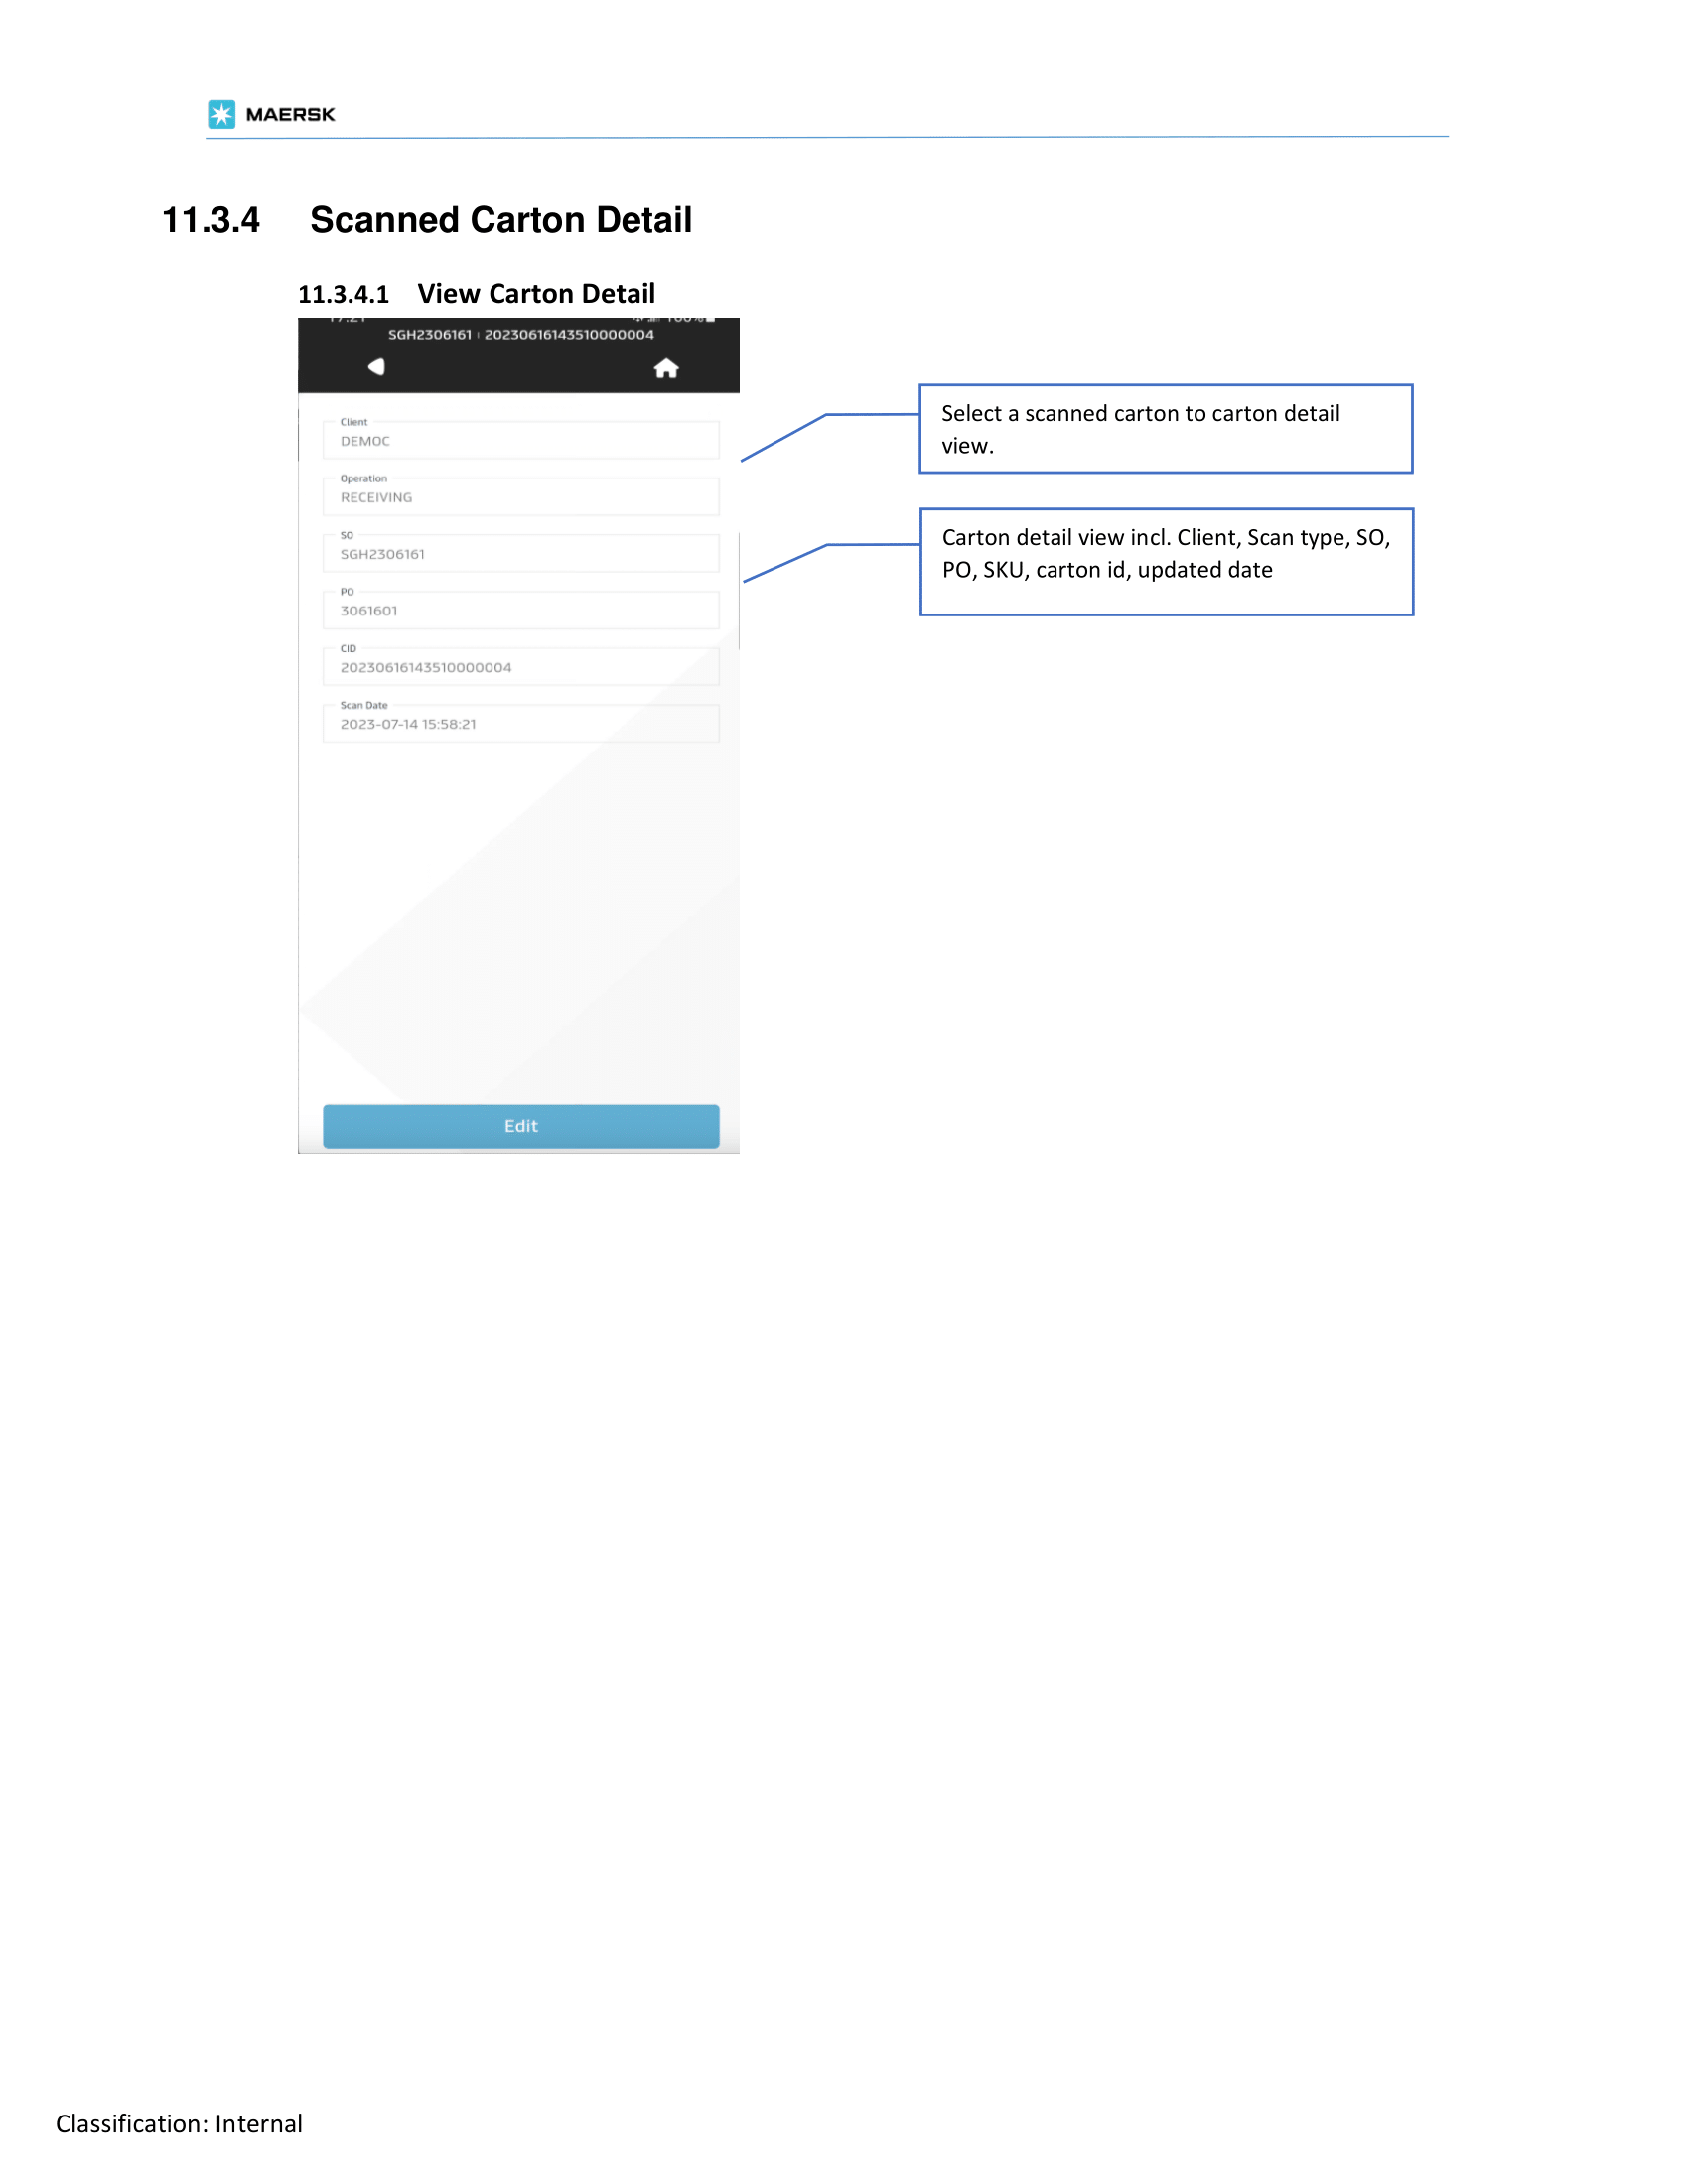 MAERSK
11.3.4 Scanned Carton Detail
11.3.4.1 View Carton Detail
SGH2306161 | 20230616143510000004
Client
DEMOC
Operation
RECEIVING
SO
SGH2306161
PO
3061601
CID
20230616143510000004
Scan Date
2023-07-14 15:58:21
Edit
Select a scanned carton to carton detail
view.
Carton detail view incl. Client, Scan type, SO,
PO, SKU, carton id, updated date
Classification: Internal